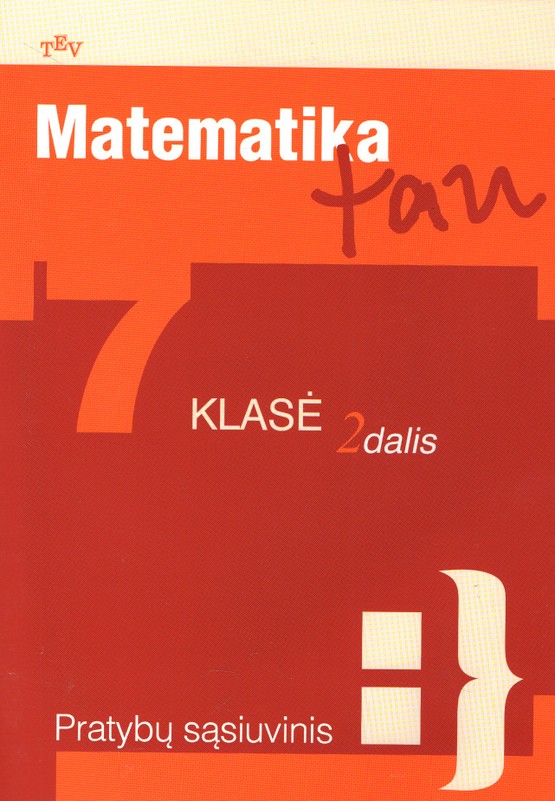 TEV
Matematika
tau
7
KLASĖ
2 dalis
:}
Pratybų sąsiuvinis